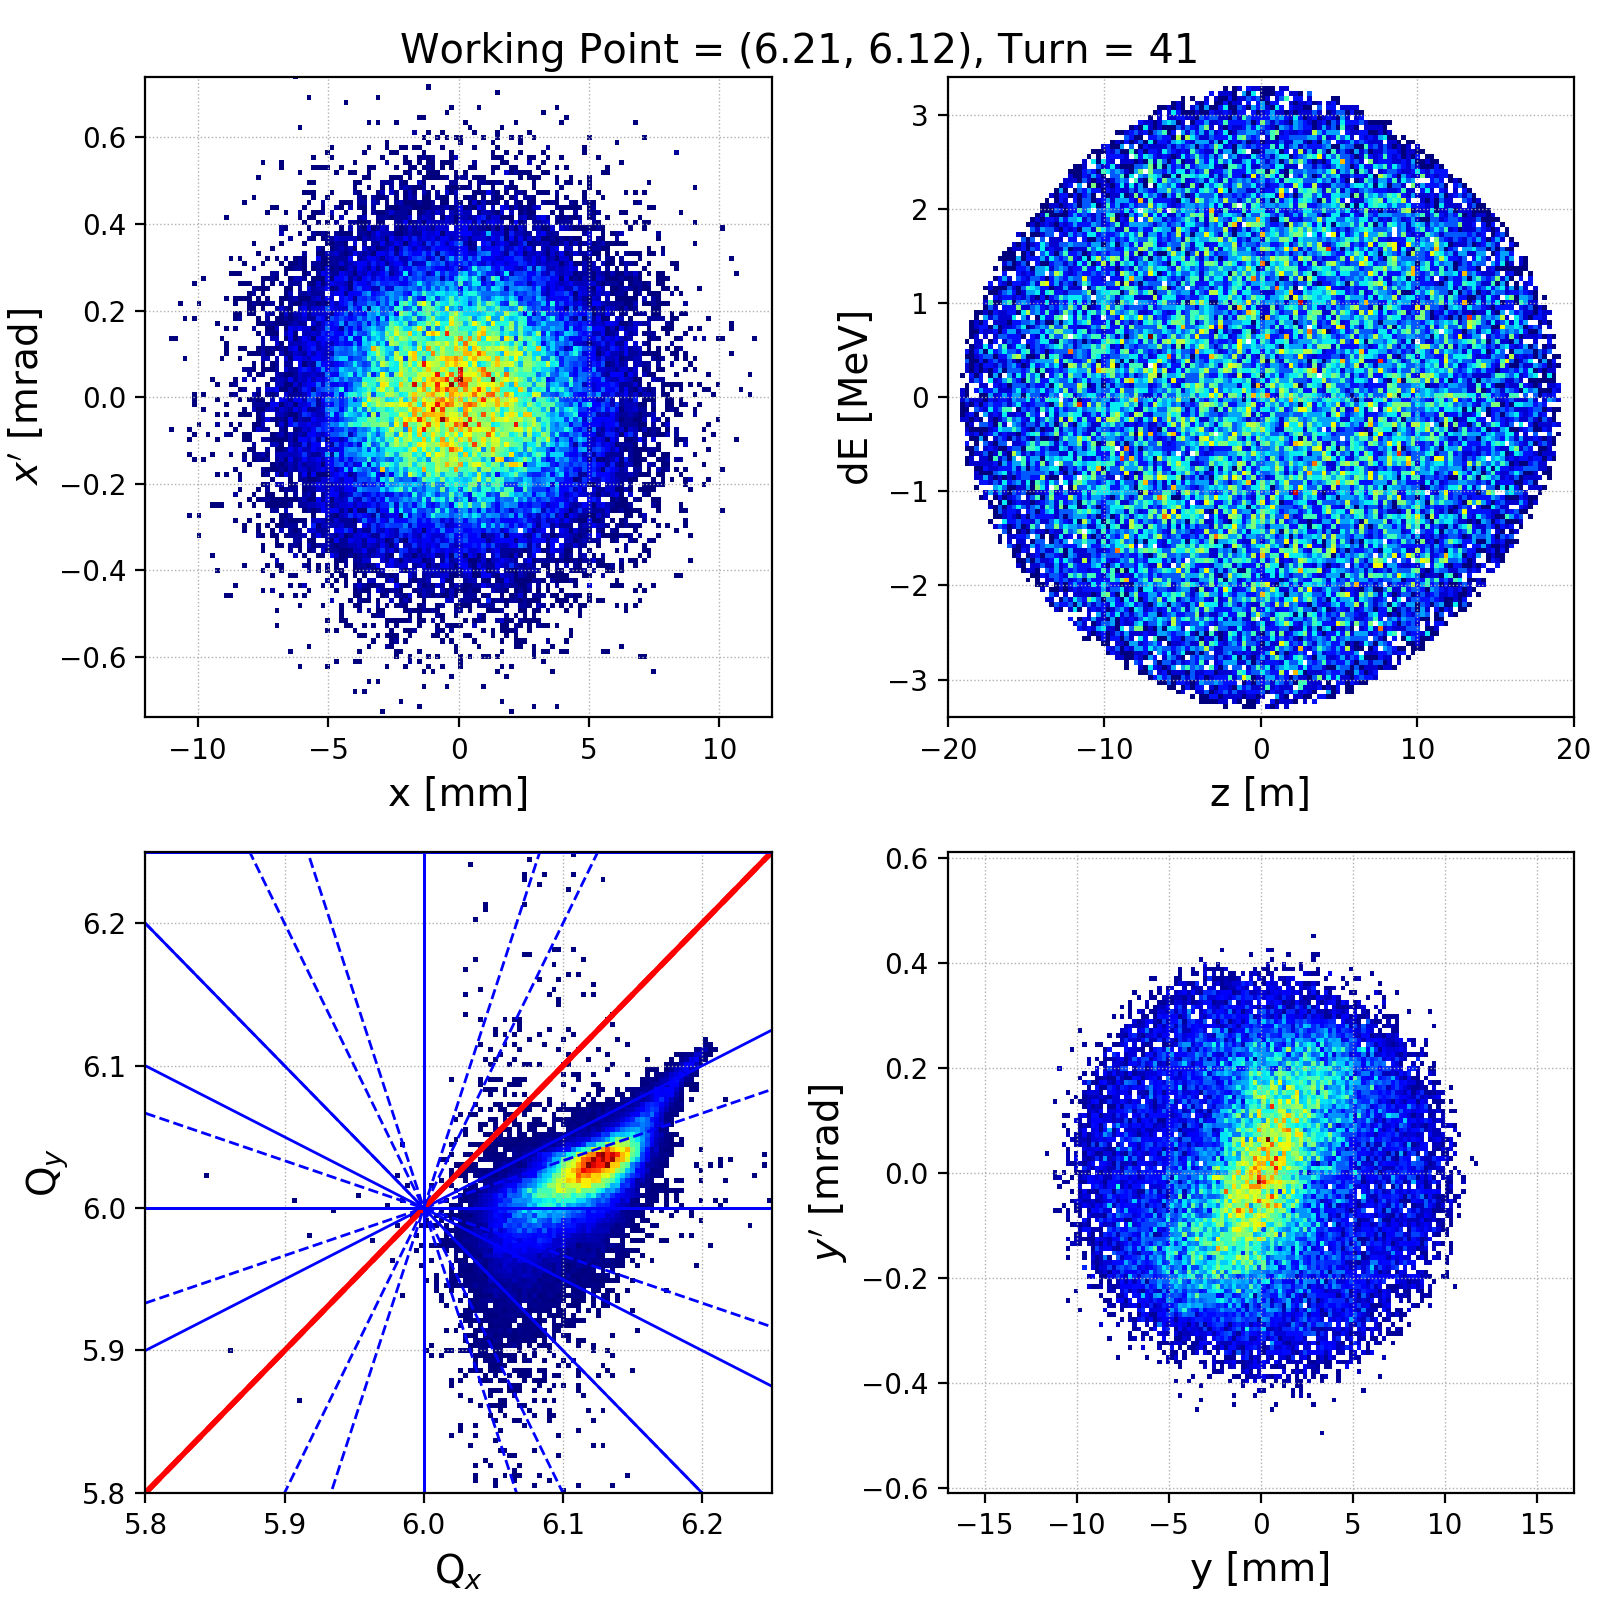 Working Point = (6.21, 6.12), Turn = 41
0.6
0.4
0.2
0.0
−0.2
−0.4
−0.6
x′ [mrad]
−10 −5 0 5 10
x [mm]
3
2
1
0
−1
−2
−3
dE [MeV]
−20 −10 0 10 20
z [m]
6.2
6.1
6.0
5.9
5.8
Qy
5.8 5.9 6.0 6.1 6.2
Qx
0.6
0.4
0.2
0.0
−0.2
−0.4
−0.6
y′ [mrad]
−15 −10 −5 0 5 10 15
y [mm]